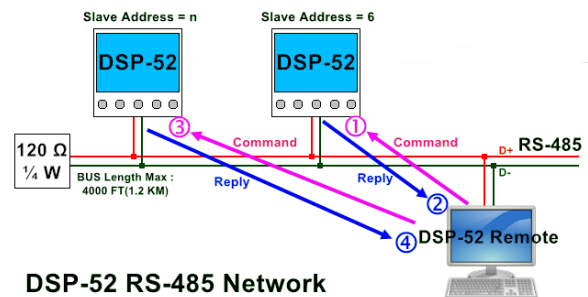 Slave Address = n
Slave Address = 6
DSP-52
DSP-52
③
①
Command
Command
D+
RS-485
120 Ω
¼ W
BUS Length Max :
4000 FT(1.2 KM)
Reply
Reply
D-
②
④
DSP-52 Remote
DSP-52 RS-485 Network